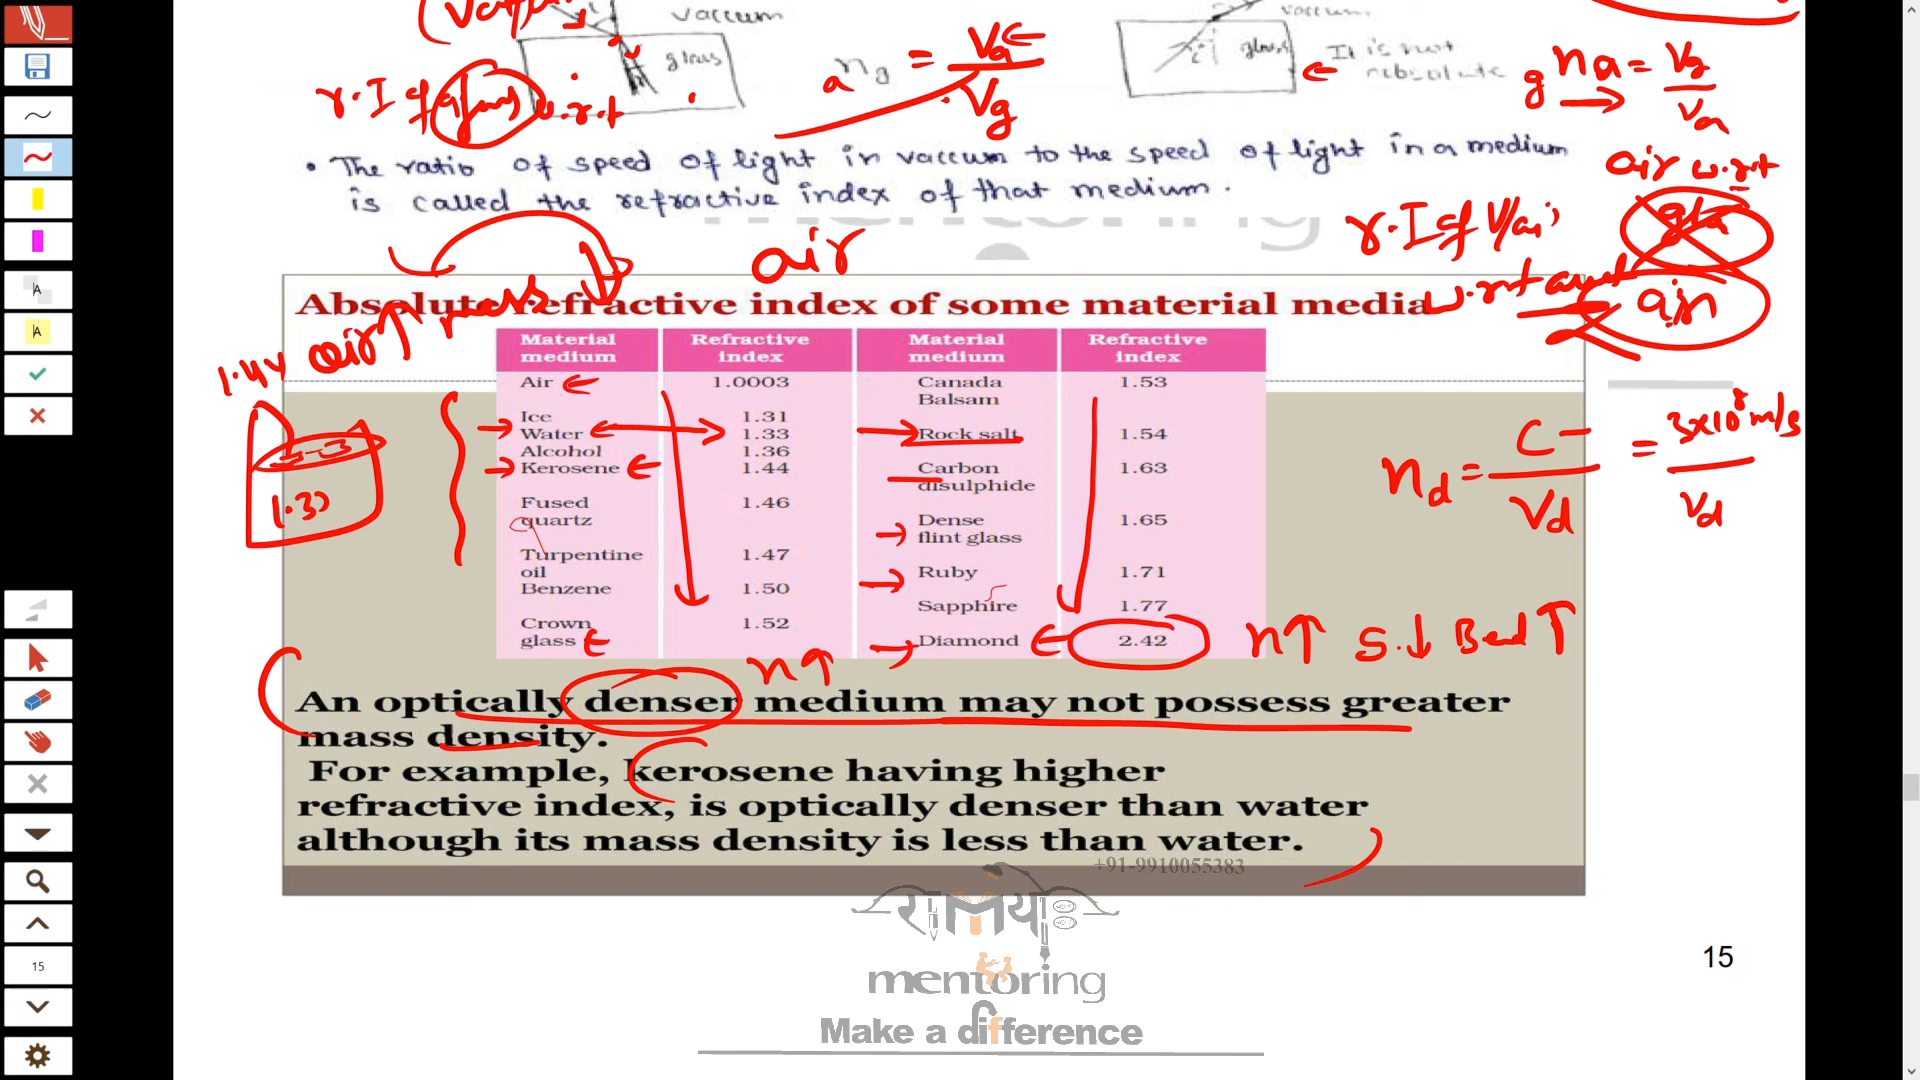 vaccum
vaccum
glass
glass
It is not
absolute
a n g = Va / Vg
g n a = Vg / Va
r.I of glass w.r.t
• The ratio of speed of light in vaccum to the speed of light in a medium
is called the refractive index of that medium.
air w.r.t
r.I of V/air
w.r.t
air
air
Absolute refractive index of some material media
1.44 air↑
Material medium Refractive index Material medium Refractive index
Air 1.0003 Canada Balsam 1.53
Ice 1.31
Water 1.33 Rock salt 1.54
Alcohol 1.36
Kerosene 1.44 Carbon disulphide 1.63
Fused quartz 1.46
Dense flint glass 1.65
Turpentine oil 1.47
Ruby 1.71
Benzene 1.50
Sapphire 1.77
Crown glass 1.52
Diamond 2.42
1.33
nd = C / Vd = 3x10⁸ m/s / Vd
n↑ S.↓ Bend↑
n↑
An optically denser medium may not possess greater
mass density.
For example, kerosene having higher
refractive index, is optically denser than water
although its mass density is less than water.
+91-9910055383
mentoring
Make a difference
15
15